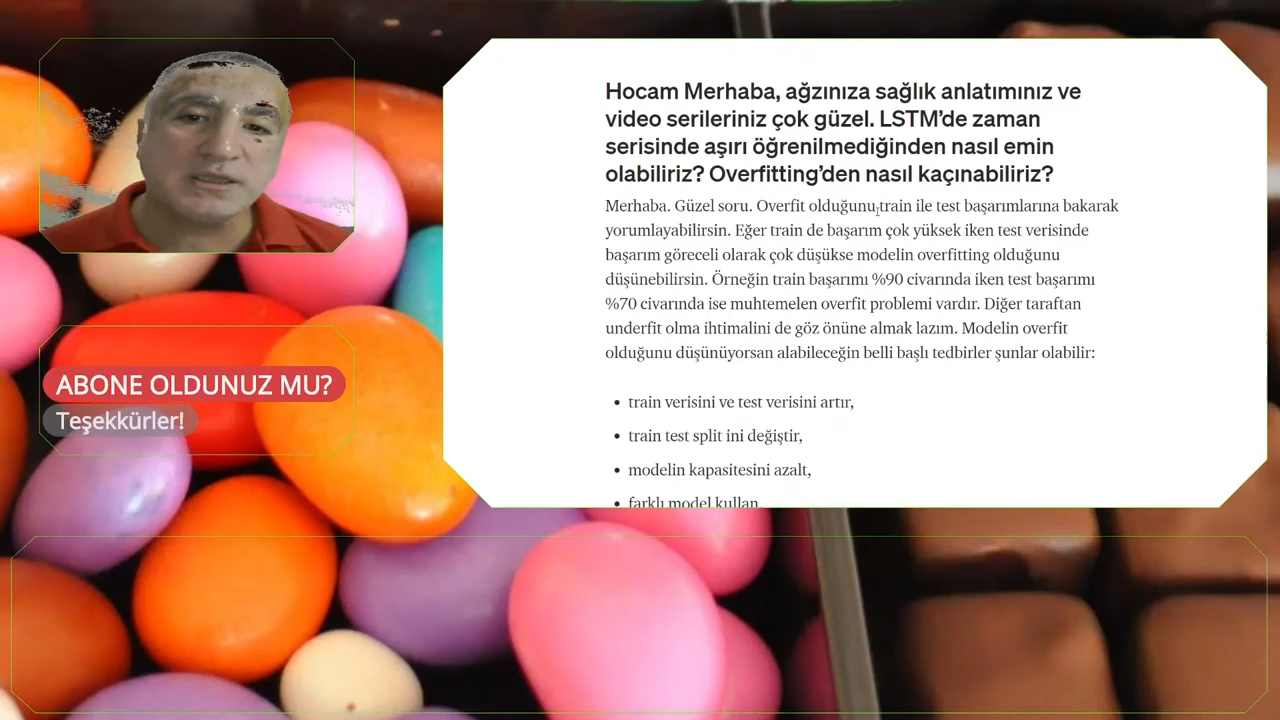 Hocam Merhaba, ağzınıza sağlık anlatımınız ve
video serileriniz çok güzel. LSTM’de zaman
serisinde aşırı öğrenilmediğinden nasıl emin
olabiliriz? Overfitting’den nasıl kaçınabiliriz?
Merhaba. Güzel soru. Overfit olduğunu train ile test başarımlarına bakarak
yorumlayabilirsin. Eğer train de başarım çok yüksek iken test verisinde
başarım göreceli olarak çok düşükse modelin overfitting olduğunu
düşünebilirsin. Örneğin train başarımı %90 civarında iken test başarımı
%70 civarında ise muhtemelen overfit problemi vardır. Diğer taraftan
underfit olma ihtimalini de göz önüne almak lazım. Modelin overfit
olduğunu düşünüyorsan alabileceğin belli başlı tedbirler şunlar olabilir:
• train verisini ve test verisini artır,
• train test split ini değiştir,
• modelin kapasitesini azalt,
• farklı model kullan
ABONE OLDUNUZ MU?
Teşekkürler!